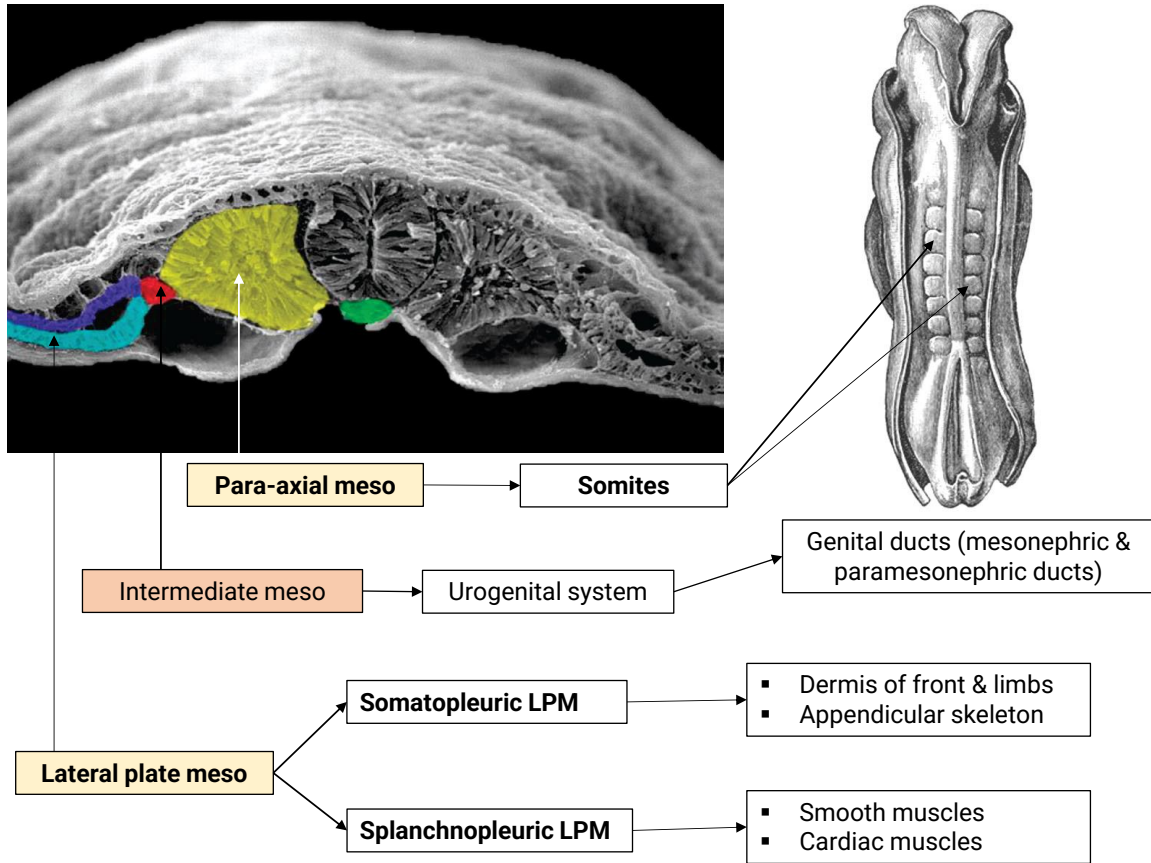 Para-axial meso
Somites
Genital ducts (mesonephric &
paramesonephric ducts)
Intermediate meso
Urogenital system
Somatopleuric LPM
▪ Dermis of front & limbs
▪ Appendicular skeleton
Lateral plate meso
Splanchnopleuric LPM
▪ Smooth muscles
▪ Cardiac muscles